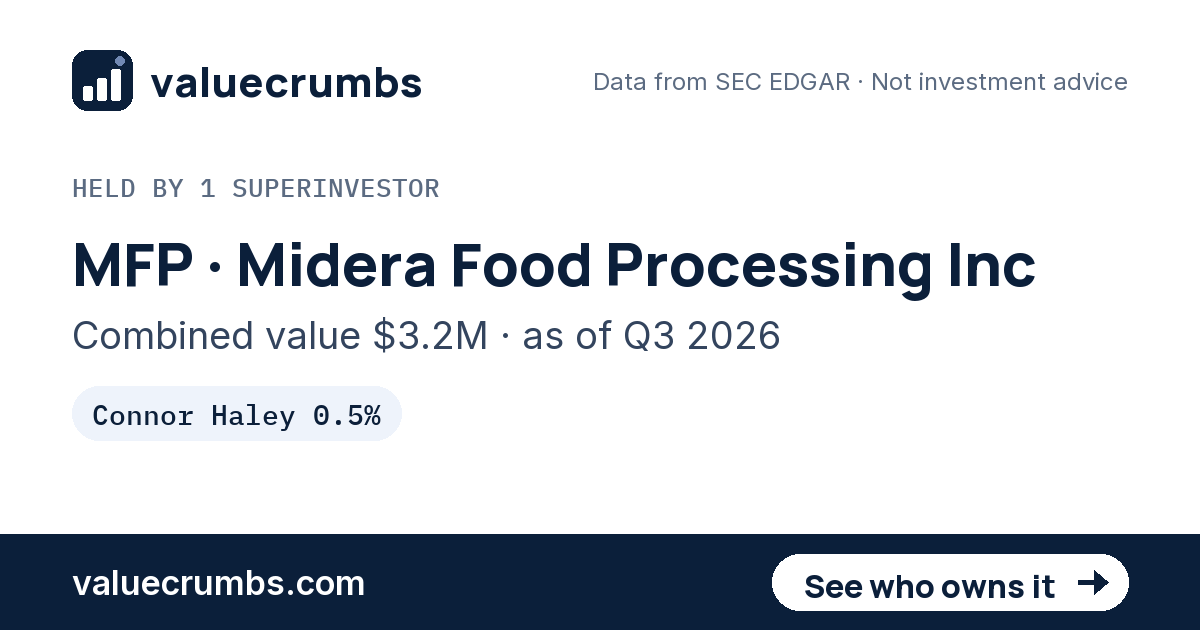 valuecrumbs
Data from SEC EDGAR · Not investment advice
HELD BY 1 SUPERINVESTOR
MFP · Midera Food Processing Inc
Combined value $3.2M · as of Q3 2026
Connor Haley 0.5%
valuecrumbs.com
See who owns it →